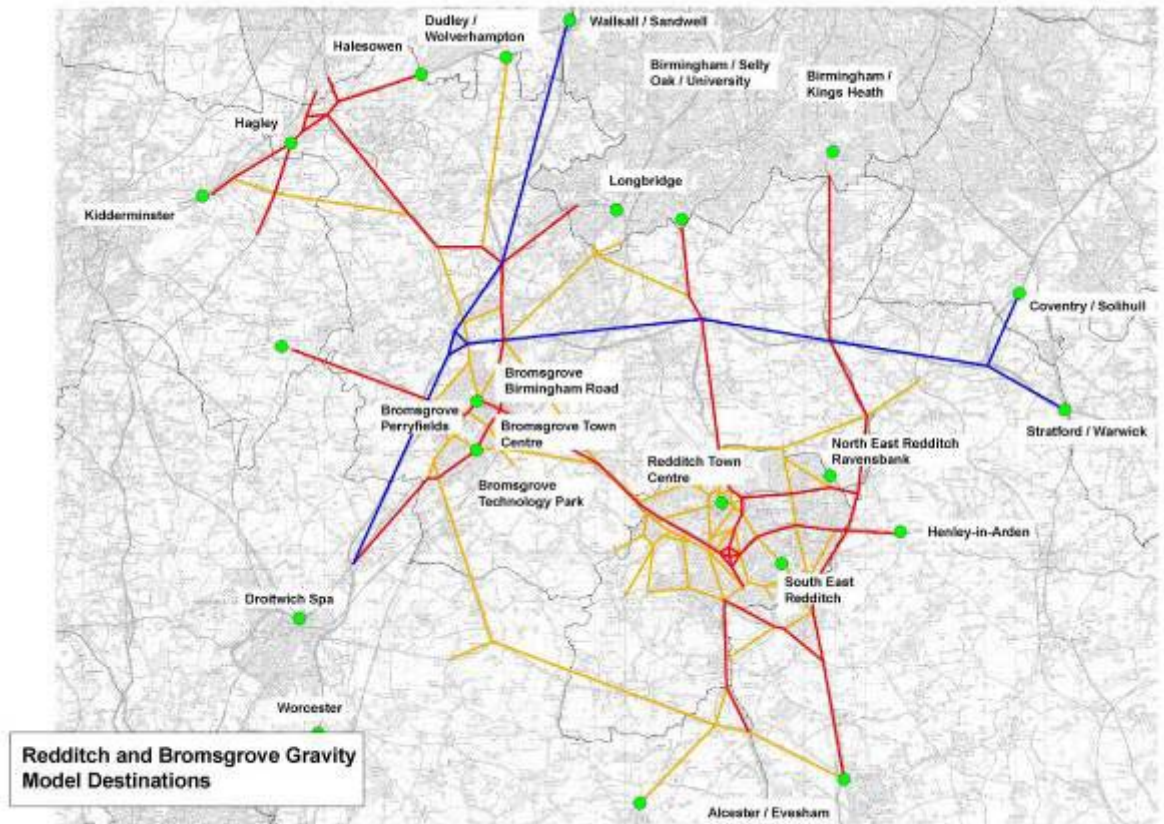 Dudley /
Wolverhampton
Wallsall / Sandwell
Halesowen
Birmingham / Selly
Oak / University
Birmingham /
Kings Heath
Hagley
Longbridge
Kidderminster
Coventry / Solihull
Bromsgrove
Birmingham Road
Bromsgrove
Perryfields
Bromsgrove Town
Centre
Stratford / Warwick
North East Redditch
Ravensbank
Redditch Town
Centre
Bromsgrove
Technology Park
Henley-in-Arden
South East
Redditch
Droitwich Spa
Worcester
Redditch and Bromsgrove Gravity
Model Destinations
Alcester / Evesham